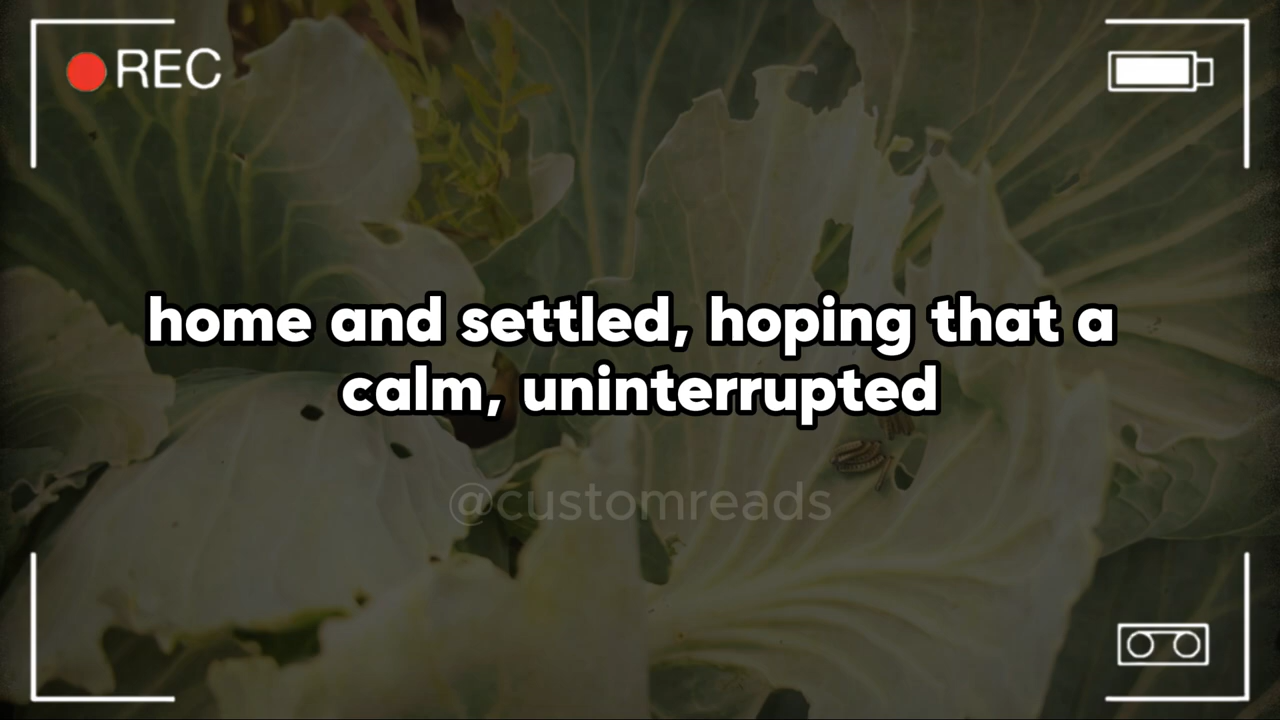 REC
home and settled, hoping that a
calm, uninterrupted
@customreads